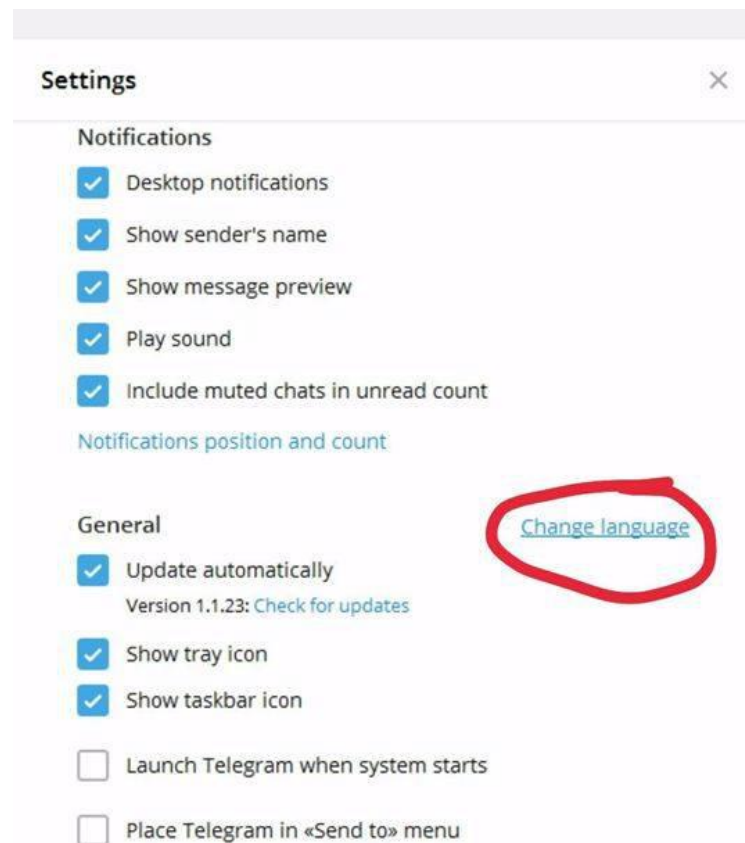 Settings
Notifications
Desktop notifications
Show sender's name
Show message preview
Play sound
Include muted chats in unread count
Notifications position and count
General
Change language
Update automatically
Version 1.1.23: Check for updates
Show tray icon
Show taskbar icon
Launch Telegram when system starts
Place Telegram in «Send to» menu